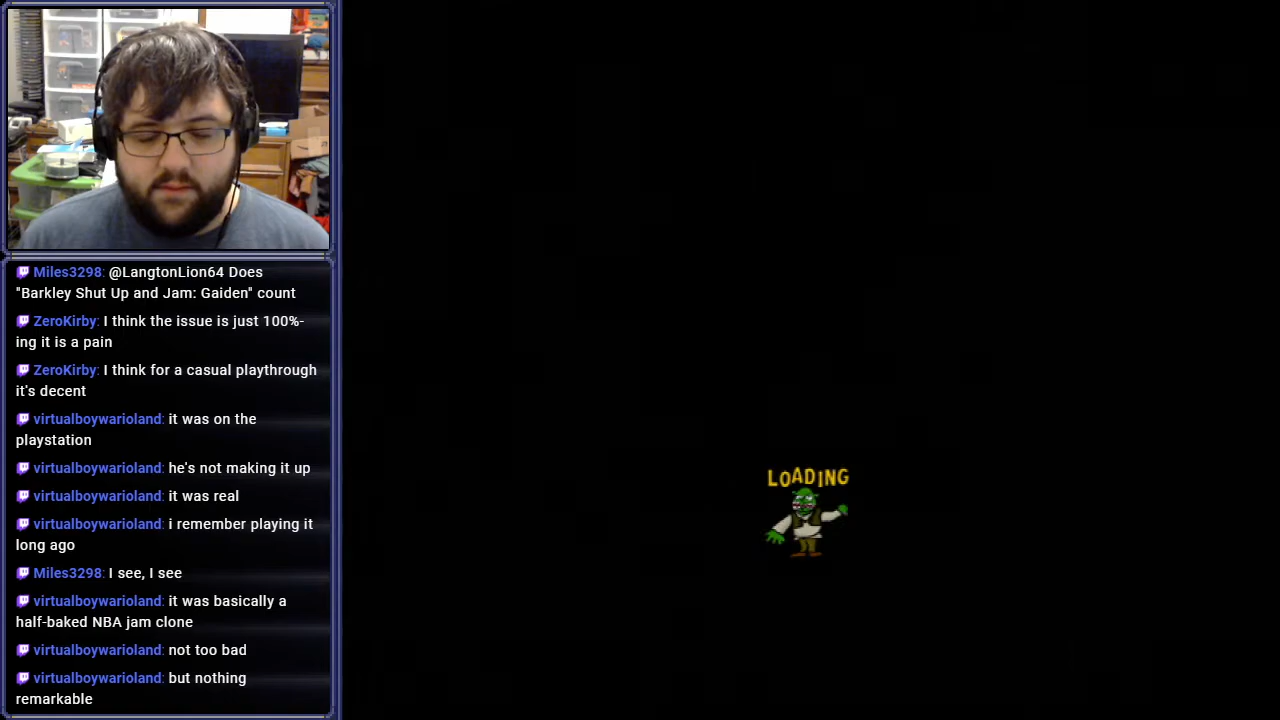 Miles3298: @LangtonLion64 Does
"Barkley Shut Up and Jam: Gaiden" count
ZeroKirby: I think the issue is just 100%-
ing it is a pain
ZeroKirby: I think for a casual playthrough
it's decent
virtualboywarioland: it was on the
playstation
virtualboywarioland: he's not making it up
virtualboywarioland: it was real
virtualboywarioland: i remember playing it
long ago
Miles3298: I see, I see
virtualboywarioland: it was basically a
half-baked NBA jam clone
virtualboywarioland: not too bad
virtualboywarioland: but nothing
remarkable
LOADING